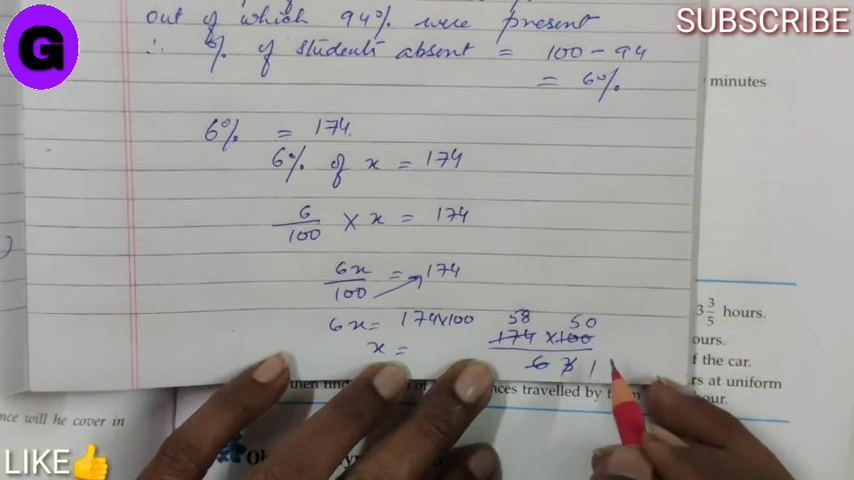 G
SUBSCRIBE
out of which 94% were present
∴ % of students absent = 100 - 94
= 6%
minutes
6% = 174.
6% of x = 174
6/100 × x = 174
6x/100 = 174
6x = 174×100
x =
58 50
174 ×100
6 3 1
3 3/5 hours.
ours.
f the car.
rs at uniform
our.
then find
nces travelled by
nce will he cover in
LIKE👍